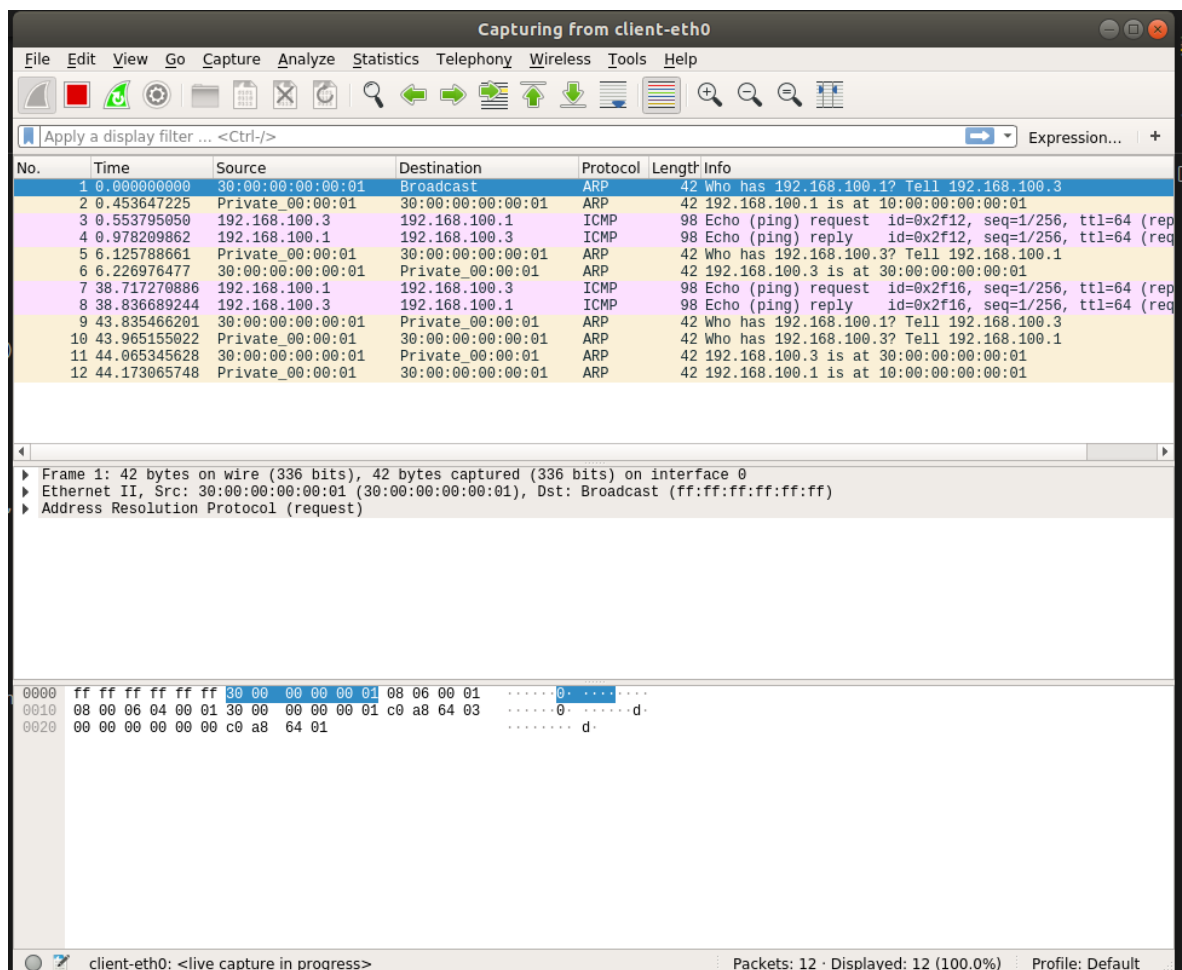 Capturing from client-eth0
File Edit View Go Capture Analyze Statistics Telephony Wireless Tools Help
Apply a display filter ... <Ctrl-/> Expression... +
No. Time Source Destination Protocol Length Info
1 0.000000000 30:00:00:00:00:01 Broadcast ARP 42 Who has 192.168.100.1? Tell 192.168.100.3
2 0.453647225 Private_00:00:01 30:00:00:00:00:01 ARP 42 192.168.100.1 is at 10:00:00:00:00:01
3 0.553795050 192.168.100.3 192.168.100.1 ICMP 98 Echo (ping) request id=0x2f12, seq=1/256, ttl=64 (rep
4 0.978209862 192.168.100.1 192.168.100.3 ICMP 98 Echo (ping) reply id=0x2f12, seq=1/256, ttl=64 (req
5 6.125788661 Private_00:00:01 30:00:00:00:00:01 ARP 42 Who has 192.168.100.3? Tell 192.168.100.1
6 6.226976477 30:00:00:00:00:01 Private_00:00:01 ARP 42 192.168.100.3 is at 30:00:00:00:00:01
7 38.717270886 192.168.100.1 192.168.100.3 ICMP 98 Echo (ping) request id=0x2f16, seq=1/256, ttl=64 (rep
8 38.836689244 192.168.100.3 192.168.100.1 ICMP 98 Echo (ping) reply id=0x2f16, seq=1/256, ttl=64 (req
9 43.835466201 30:00:00:00:00:01 Private_00:00:01 ARP 42 Who has 192.168.100.1? Tell 192.168.100.3
10 43.965155022 Private_00:00:01 30:00:00:00:00:01 ARP 42 Who has 192.168.100.3? Tell 192.168.100.1
11 44.065345628 30:00:00:00:00:01 Private_00:00:01 ARP 42 192.168.100.3 is at 30:00:00:00:00:01
12 44.173065748 Private_00:00:01 30:00:00:00:00:01 ARP 42 192.168.100.1 is at 10:00:00:00:00:01
Frame 1: 42 bytes on wire (336 bits), 42 bytes captured (336 bits) on interface 0
Ethernet II, Src: 30:00:00:00:00:01 (30:00:00:00:00:01), Dst: Broadcast (ff:ff:ff:ff:ff:ff)
Address Resolution Protocol (request)
0000 ff ff ff ff ff ff 30 00 00 00 00 01 08 06 00 01 ······0· ········
0010 08 00 06 04 00 01 30 00 00 00 00 01 c0 a8 64 03 ······0· ······d·
0020 00 00 00 00 00 00 c0 a8 64 01 ········ d·
client-eth0: <live capture in progress> Packets: 12 · Displayed: 12 (100.0%) Profile: Default